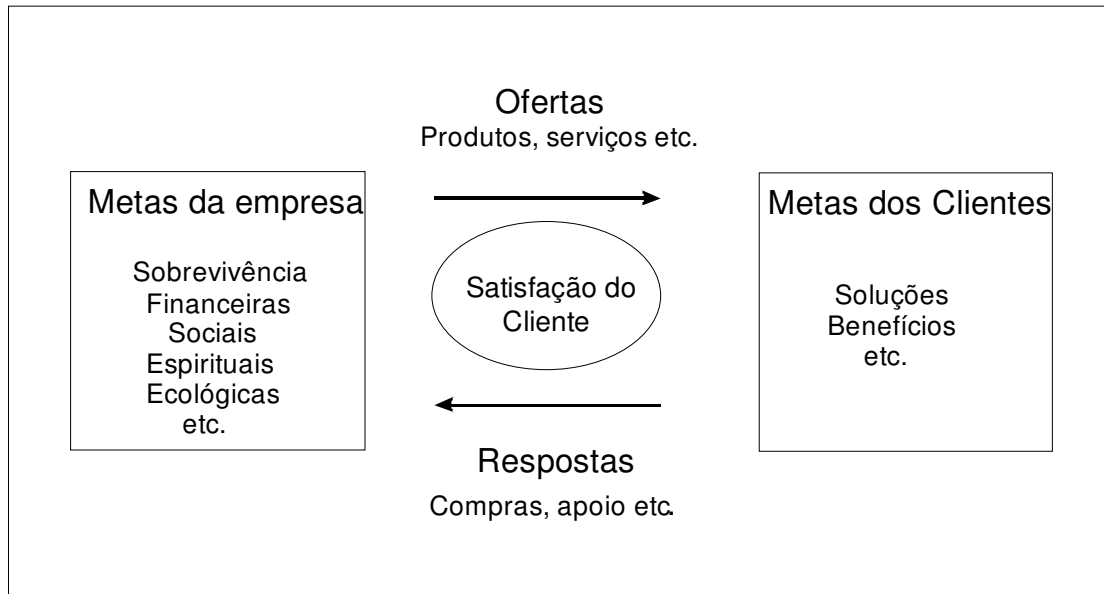 Ofertas
Produtos, serviços etc.
Metas da empresa
Sobrevivência
Financeiras
Sociais
Espirituais
Ecológicas
etc.
Satisfação do
Cliente
Metas dos Clientes
Soluções
Benefícios
etc.
Respostas
Compras, apoio etc.